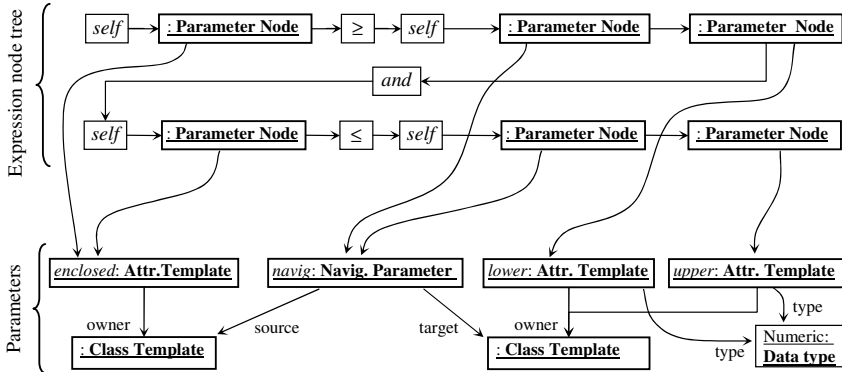 Expression node tree
self : Parameter Node ≥ self : Parameter Node : Parameter Node
and
self : Parameter Node ≤ self : Parameter Node : Parameter Node
Parameters
enclosed: Attr.Template navig: Navig. Parameter lower: Attr. Template upper: Attr. Template
owner source target owner type type
: Class Template : Class Template Numeric:
Data type